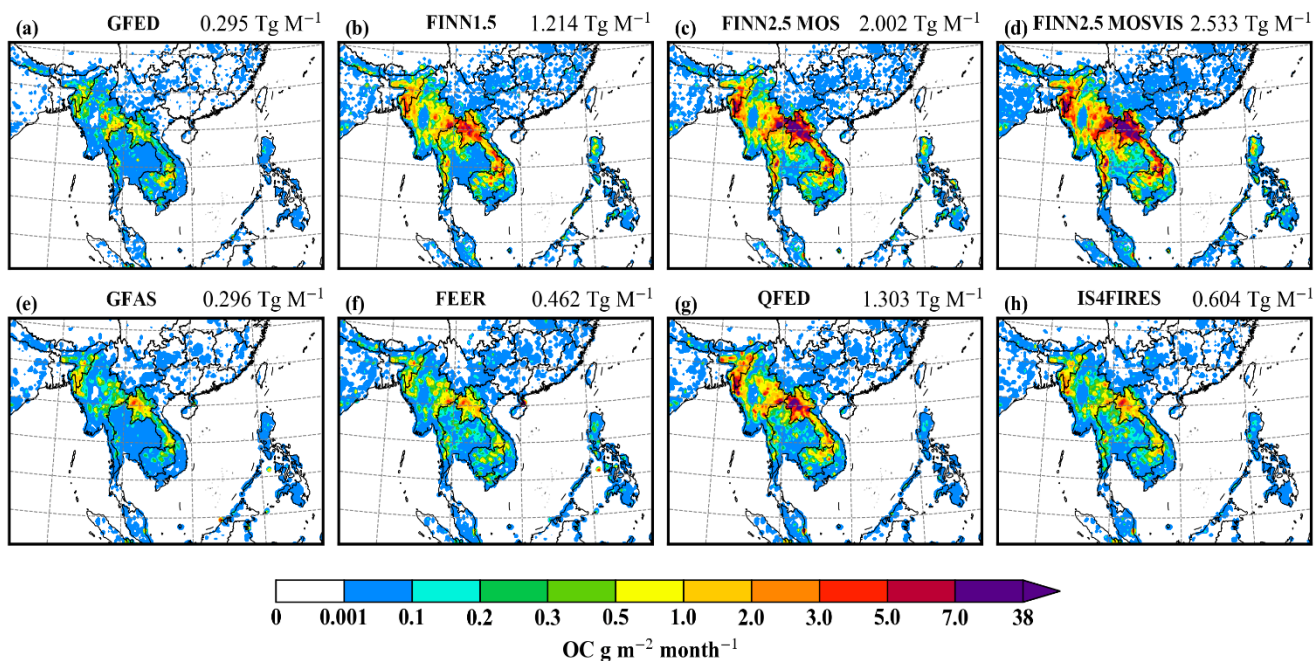 (a) GFED 0.295 Tg M⁻¹
(b) FINN1.5 1.214 Tg M⁻¹
(c) FINN2.5 MOS 2.002 Tg M⁻¹
(d) FINN2.5 MOSVIS 2.533 Tg M⁻¹
(e) GFAS 0.296 Tg M⁻¹
(f) FEER 0.462 Tg M⁻¹
(g) QFED 1.303 Tg M⁻¹
(h) IS4FIRES 0.604 Tg M⁻¹
0 0.001 0.1 0.2 0.3 0.5 1.0 2.0 3.0 5.0 7.0 38
OC g m⁻² month⁻¹